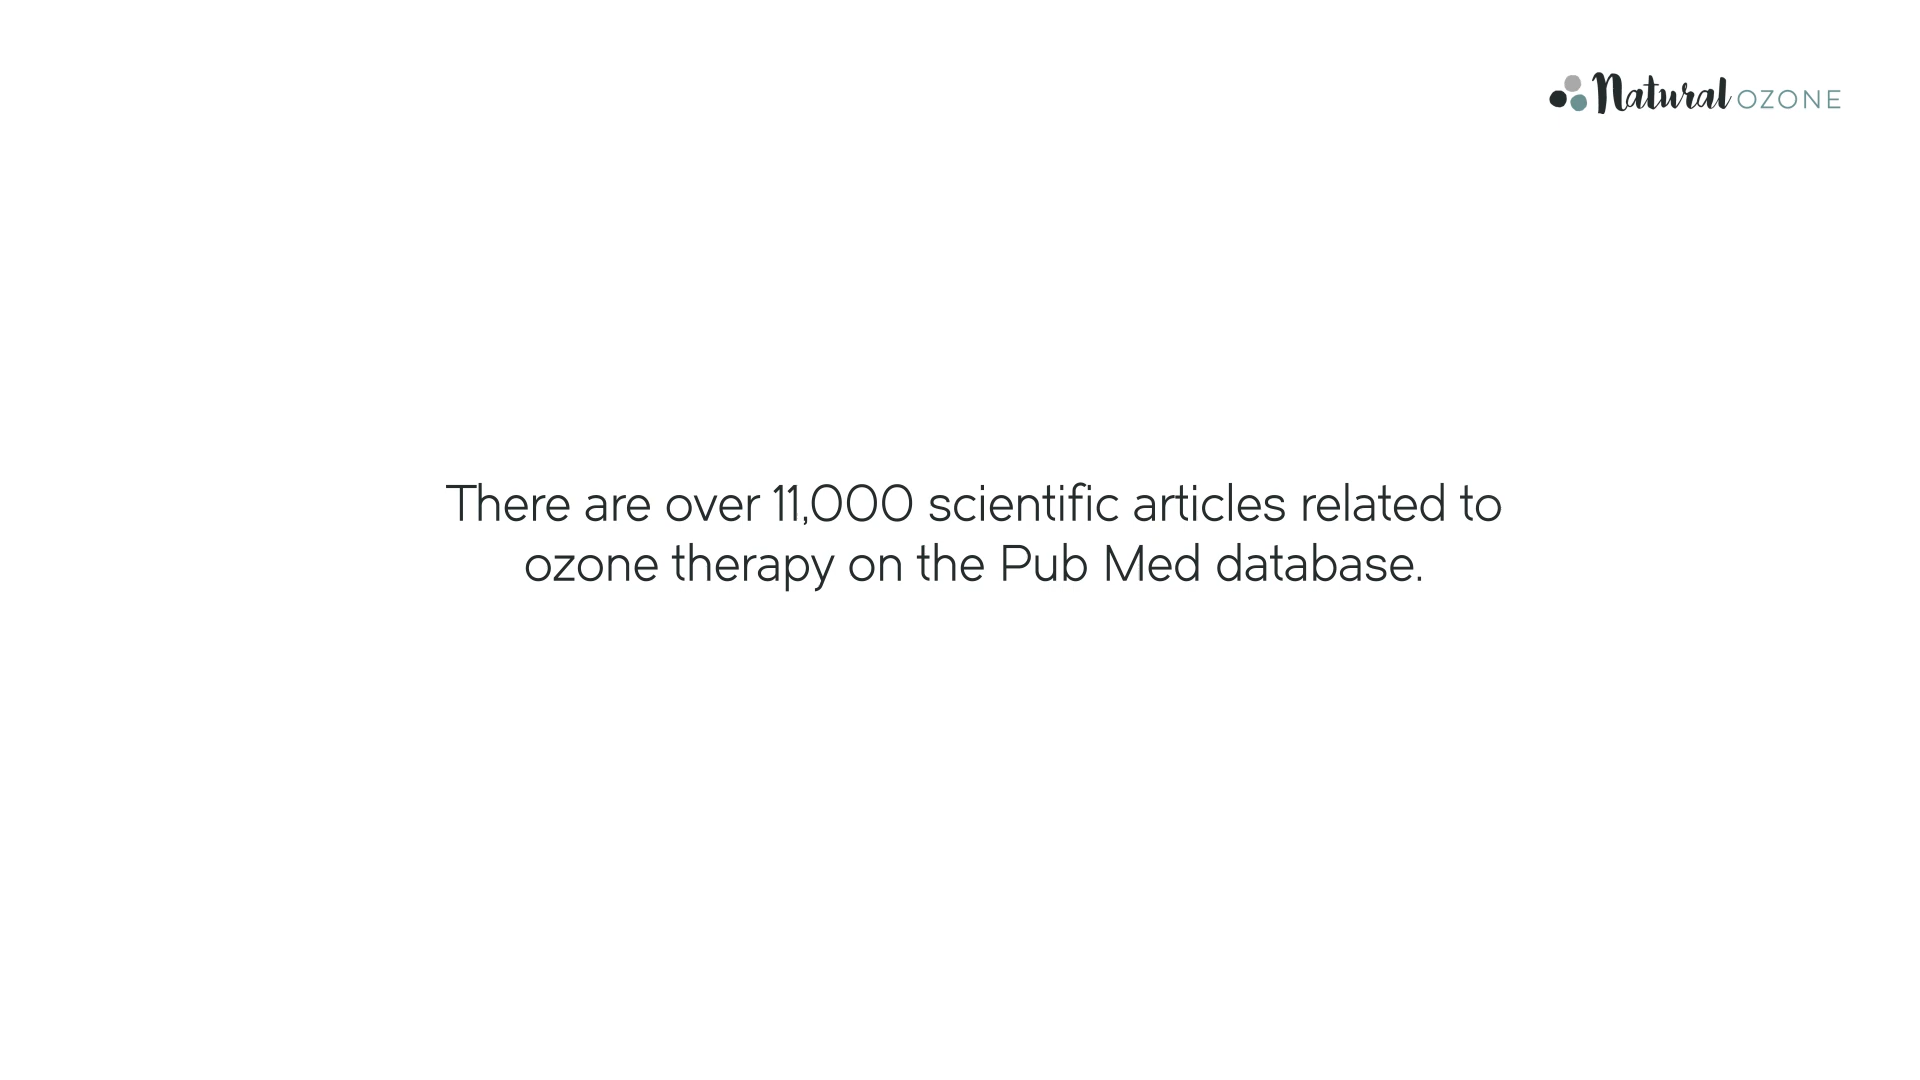 Natural OZONE
There are over 11,000 scientific articles related to
ozone therapy on the Pub Med database.